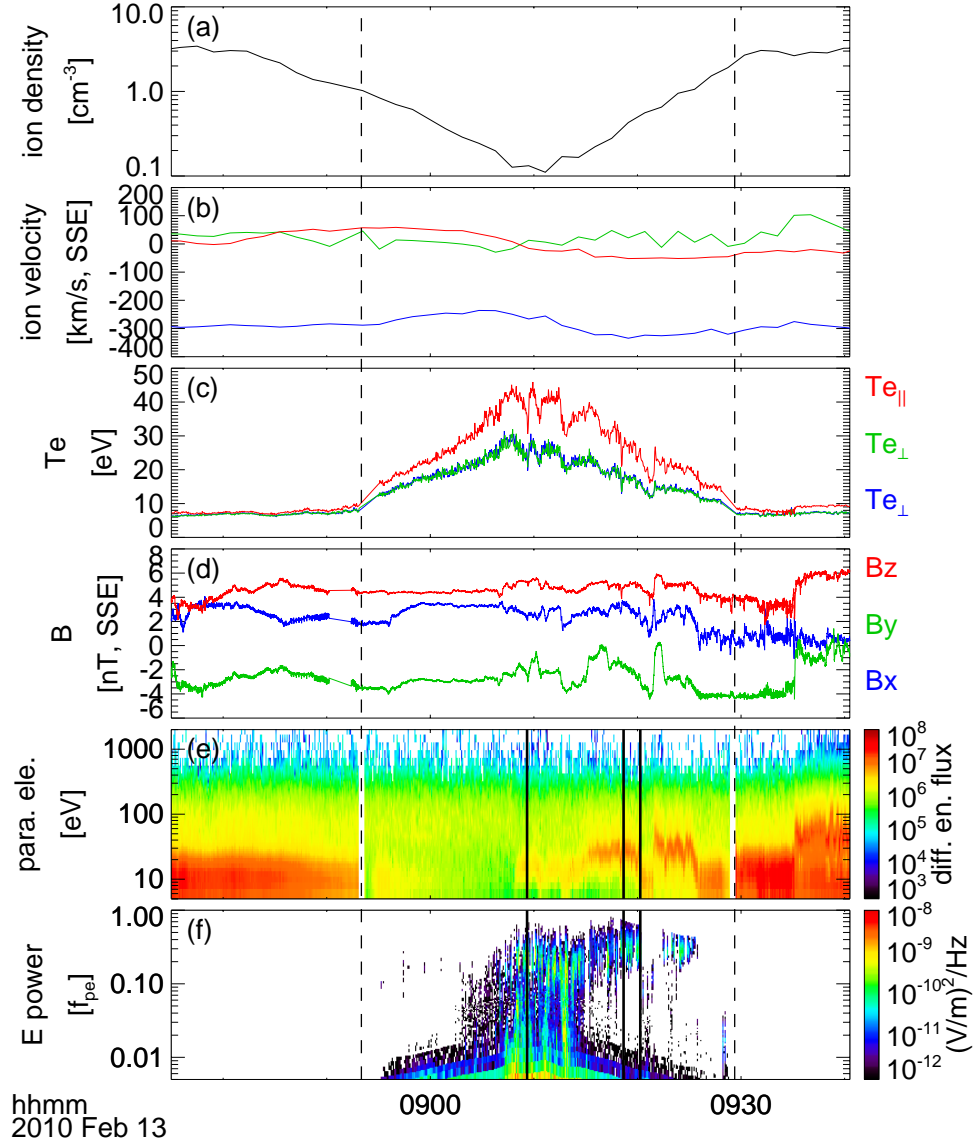 (a)
ion density
[cm⁻³]
10.0
1.0
0.1
(b)
ion velocity
[km/s, SSE]
200
100
0
-100
-200
-300
-400
(c)
Te
[eV]
50
40
30
20
10
0
Te||
Te⊥
Te⊥
(d)
B
[nT, SSE]
6
4
2
0
-2
-4
-6
Bz
By
Bx
(e)
para. ele.
[eV]
1000
100
10
10⁸
10⁷
10⁶
10⁵
10⁴
10³
diff. en. flux
(f)
E power
[fpe]
1.00
0.10
0.01
10⁻⁸
10⁻⁹
10⁻¹⁰
10⁻¹¹
10⁻¹²
(V/m)²/Hz
hhmm
0900
0930
2010 Feb 13